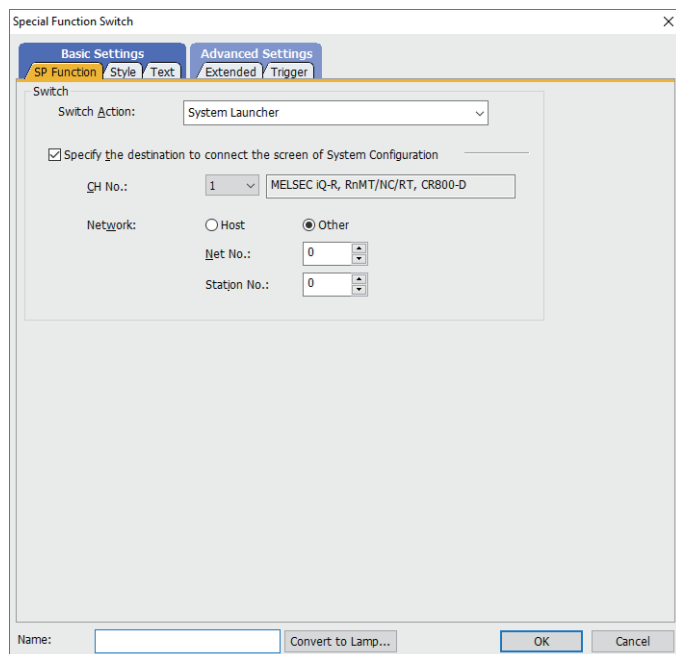 Special Function Switch
Basic Settings Advanced Settings
SP Function Style Text Extended Trigger
Switch
Switch Action: System Launcher
Specify the destination to connect the screen of System Configuration
CH No.: 1 MELSEC iQ-R, RnMT/NC/RT, CR800-D
Network: Host Other
Net No.: 0
Station No.: 0
Name: Convert to Lamp... OK Cancel